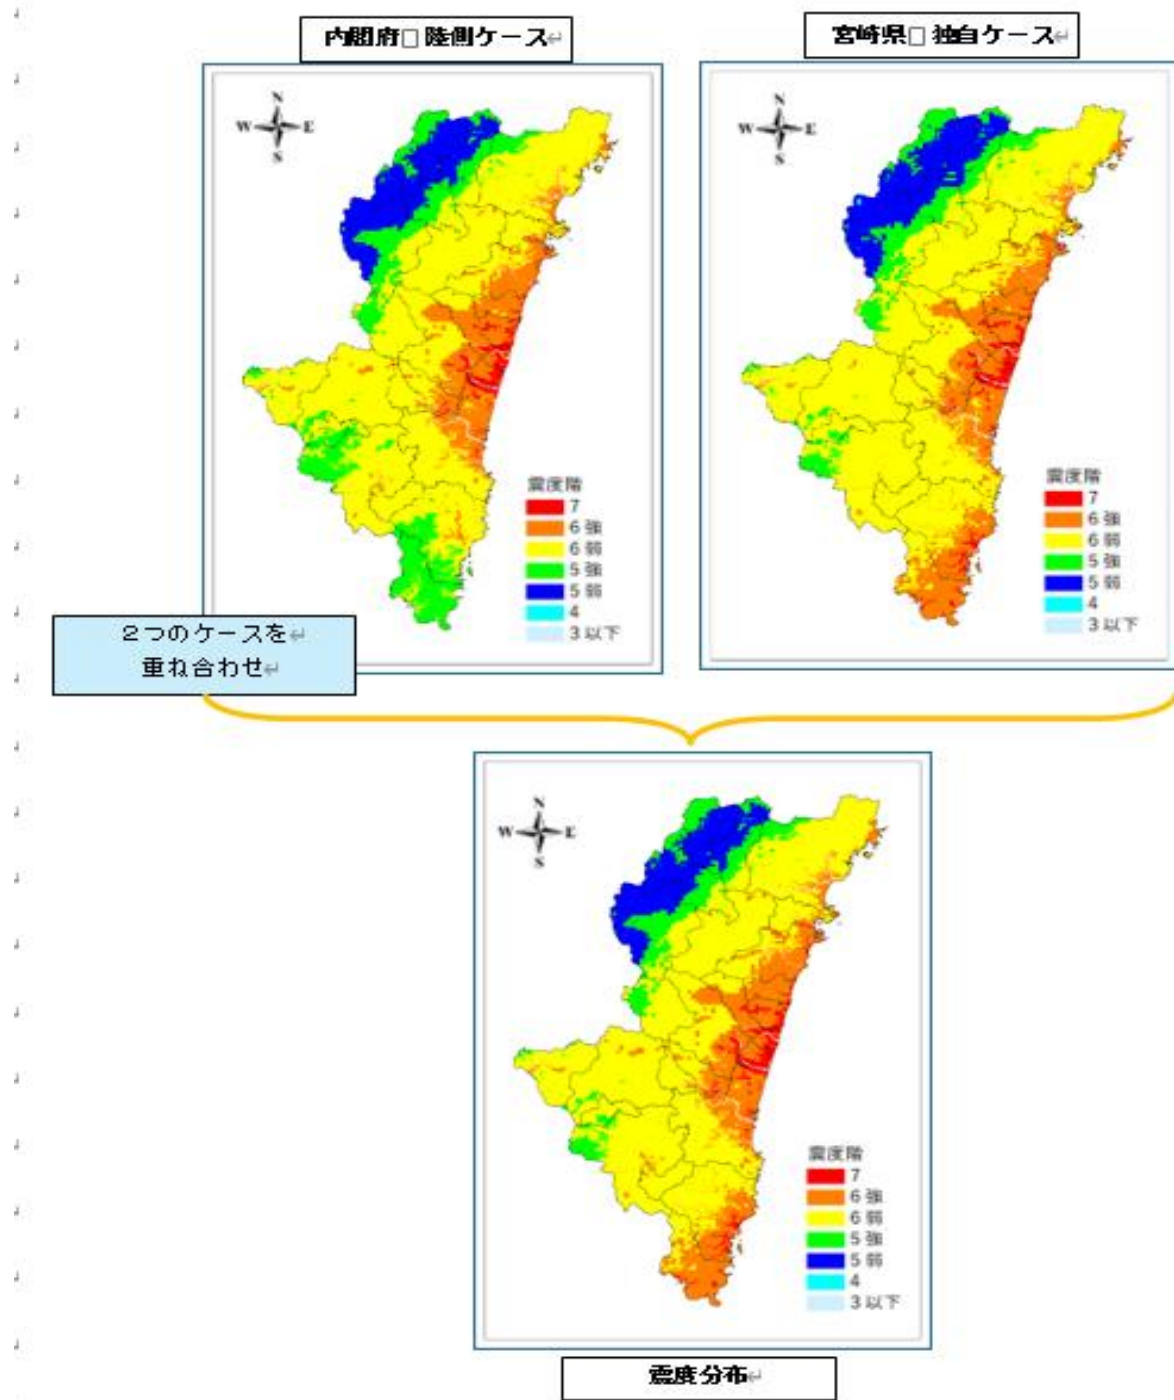 内閣府□ 陸側ケース↵
宮崎県□ 独自ケース↵
N
W E
S
N
W E
S
震度階
7
6 強
6 弱
5 強
5 弱
4
3 以下
震度階
7
6 強
6 弱
5 強
5 弱
4
3 以下
2つのケースを↵
重ね合わせ↵
N
W E
S
震度階
7
6 強
6 弱
5 強
5 弱
4
3 以下
震度分布↵